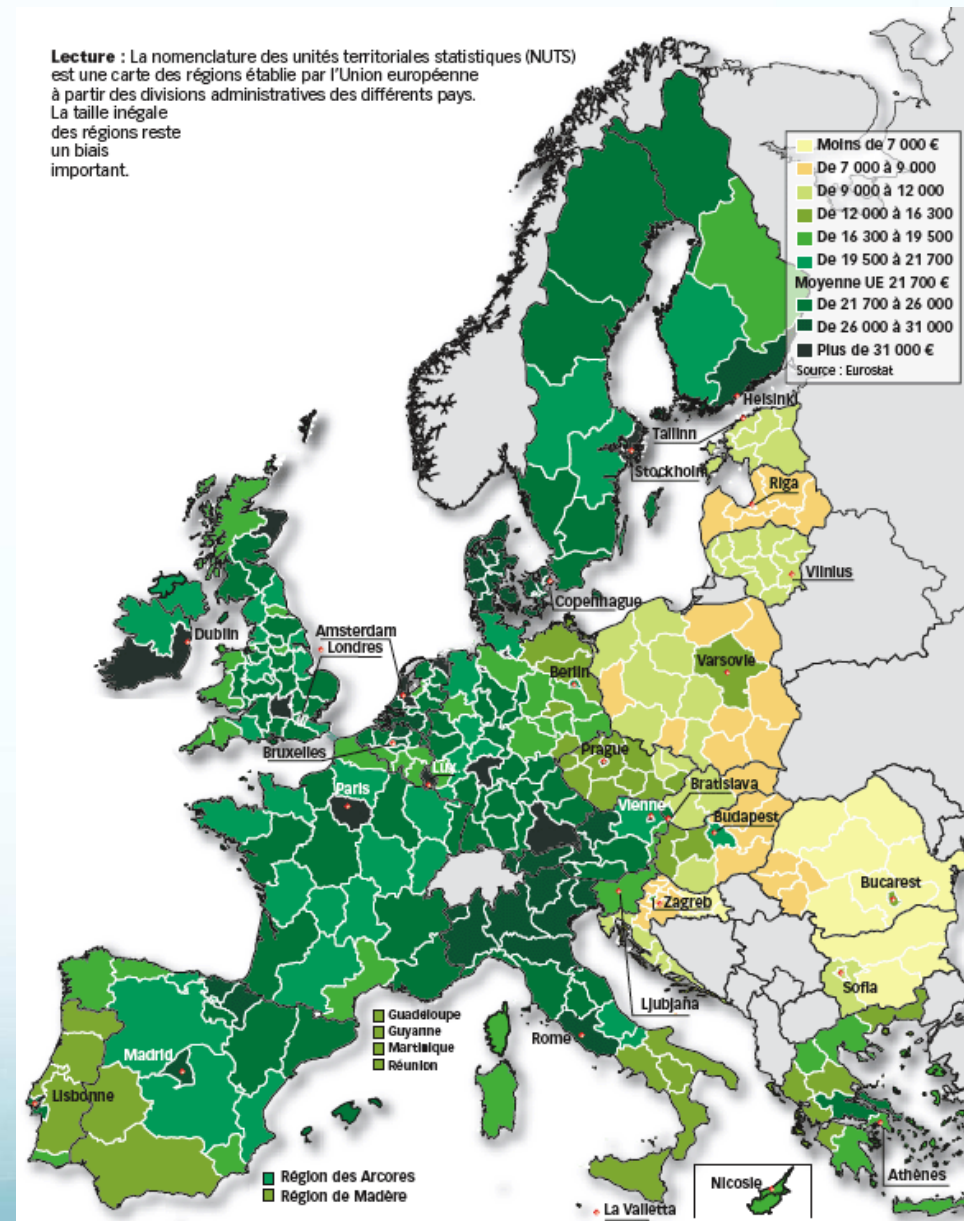 Lecture : La nomenclature des unités territoriales statistiques (NUTS)
est une carte des régions établie par l'Union européenne
à partir des divisions administratives des différents pays.
La taille inégale
des régions reste
un biais
important.
Moins de 7 000 €
De 7 000 à 9 000
De 9 000 à 12 000
De 12 000 à 16 300
De 16 300 à 19 500
De 19 500 à 21 700
Moyenne UE 21 700 €
De 21 700 à 26 000
De 26 000 à 31 000
Plus de 31 000 €
Source : Eurostat
Helsinki
Tallinn
Stockholm
Riga
Vilnius
Copenhague
Dublin
Amsterdam
Londres
Berlin
Varsovie
Bruxelles
Prague
Lux.
Paris
Bratislava
Vienne
Budapest
Bucarest
Zagreb
Sofia
Ljubjaña
Guadeloupe
Guyanne
Martinique
Réunion
Rome
Madrid
Lisbonne
Athènes
Région des Arcores
Région de Madère
Nicosie
La Valletta